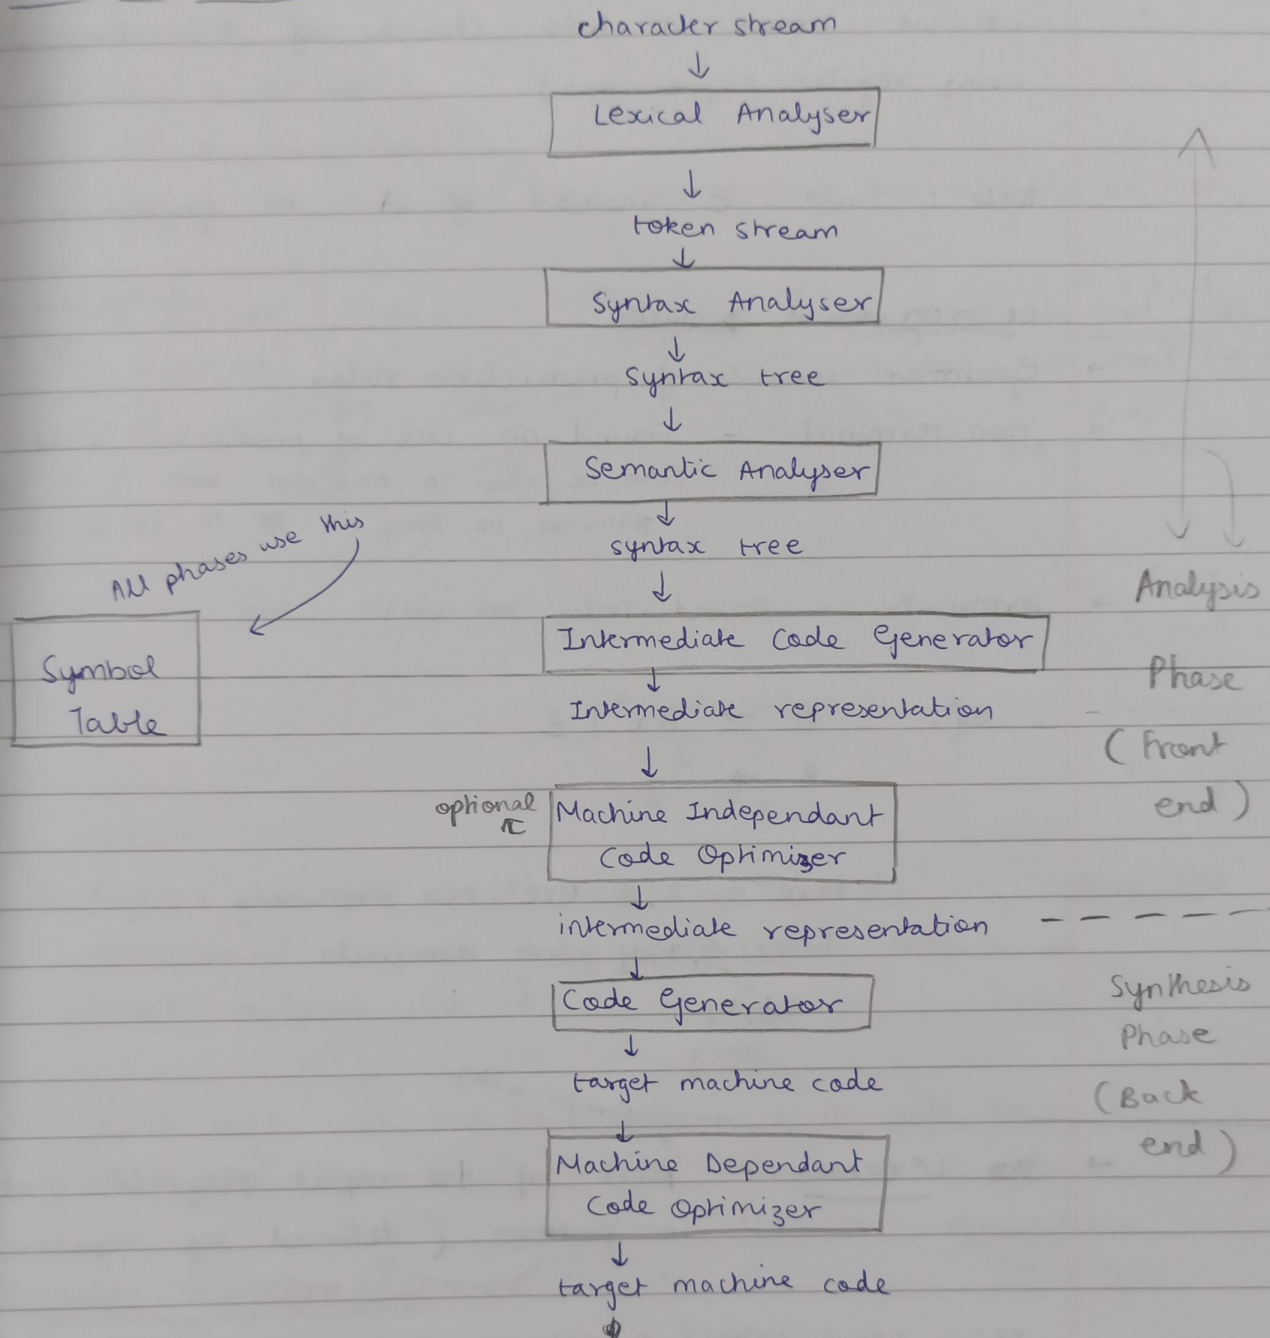 character stream
↓
Lexical Analyser
↓
token stream
↓
Syntax Analyser
↓
syntax tree
↓
Semantic Analyser
↓
syntax tree
↓
All phases use this
Symbol
Table
Intermediate Code Generator
↓
Intermediate representation
↓
optional
Machine Independant
Code Optimizer
↓
intermediate representation
↓
Code Generator
↓
target machine code
↓
Machine Dependant
Code Optimizer
↓
target machine code
Analysis
Phase
(Front
end)
Synthesis
Phase
(Back
end)